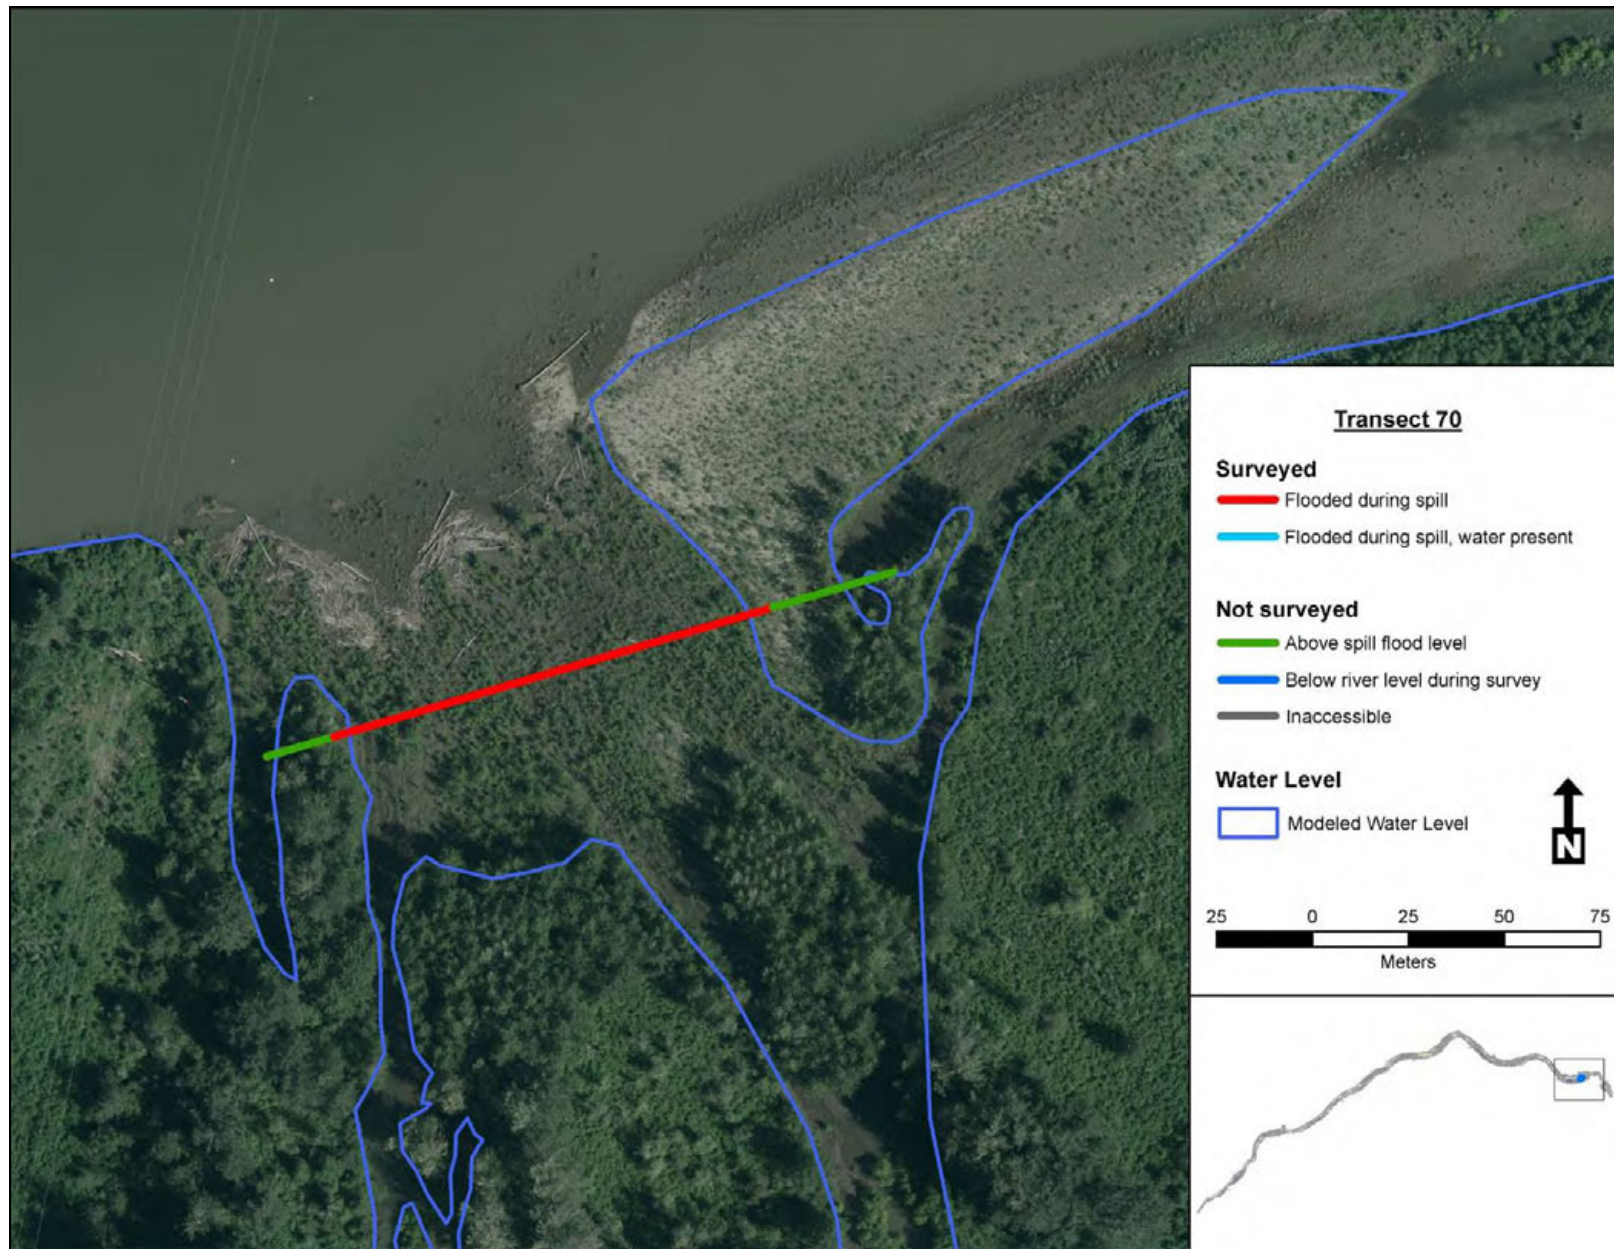 Transect 70
Surveyed
Flooded during spill
Flooded during spill, water present
Not surveyed
Above spill flood level
Below river level during survey
Inaccessible
Water Level
Modeled Water Level
N
25 0 25 50 75
Meters